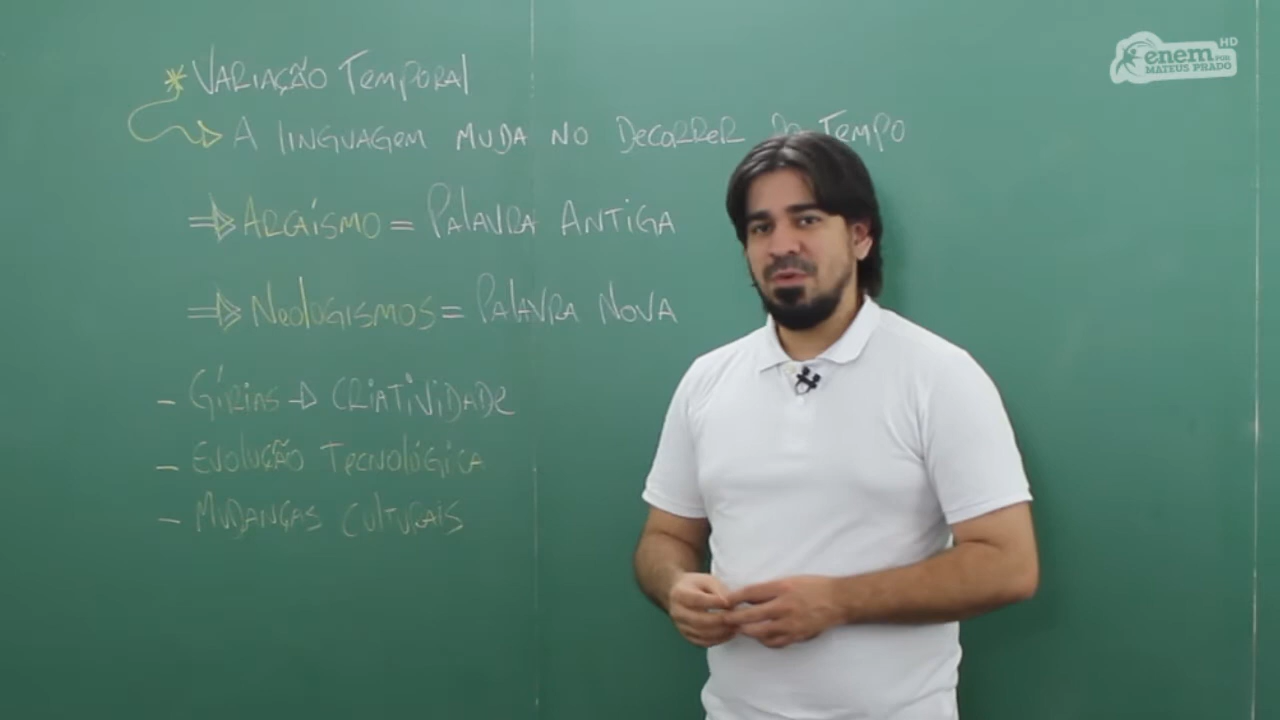 * Variação Temporal
A linguagem muda no decorrer do tempo
⇒ Arcaísmo = Palavra Antiga
⇒ Neologismos = Palavra Nova
- Gírias → Criatividade
- Evolução Tecnológica
- Mudanças Culturais
enem POR
MATEUS PRADO
HD